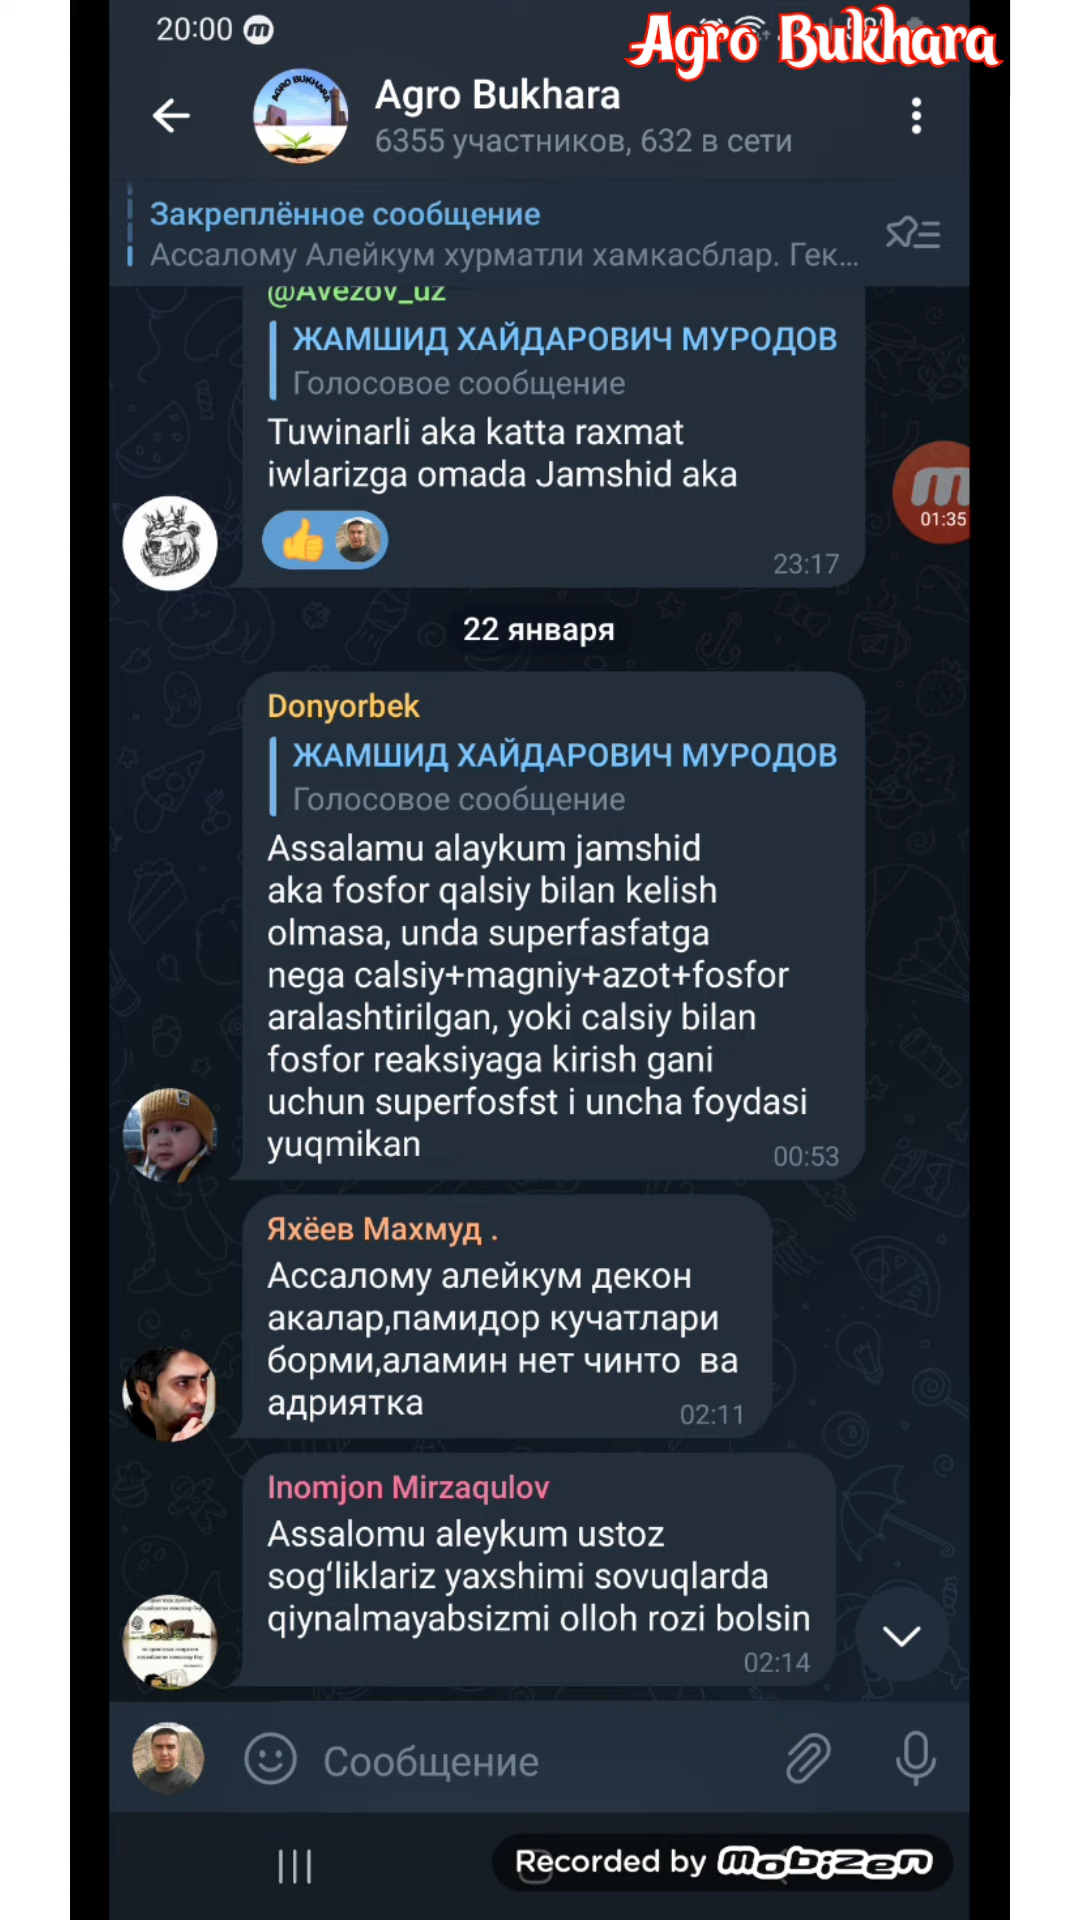 20:00
Agro Bukhara
Agro Bukhara
6355 участников, 632 в сети
Закреплённое сообщение
Ассалому Алейкум хурматли хамкасблар. Гек...
@Avezov_uz
ЖАМШИД ХАЙДАРОВИЧ МУРОДОВ
Голосовое сообщение
Tuwinarli aka katta raxmat
iwlarizga omada Jamshid aka
23:17
01:35
22 января
Donyorbek
ЖАМШИД ХАЙДАРОВИЧ МУРОДОВ
Голосовое сообщение
Assalamu alaykum jamshid
aka fosfor qalsiy bilan kelish
olmasa, unda superfasfatga
nega calsiy+magniy+azot+fosfor
aralashtirilgan, yoki calsiy bilan
fosfor reaksiyaga kirish gani
uchun superfosfst i uncha foydasi
yuqmikan
00:53
Яхёев Махмуд .
Ассалому алейкум декон
акалар,памидор кучатлари
борми,аламин нет чинто ва
адриятка
02:11
Inomjon Mirzaqulov
Assalomu aleykum ustoz
sog‘liklariz yaxshimi sovuqlarda
qiynalmayabsizmi olloh rozi bolsin
02:14
Сообщение
Recorded by mobizen